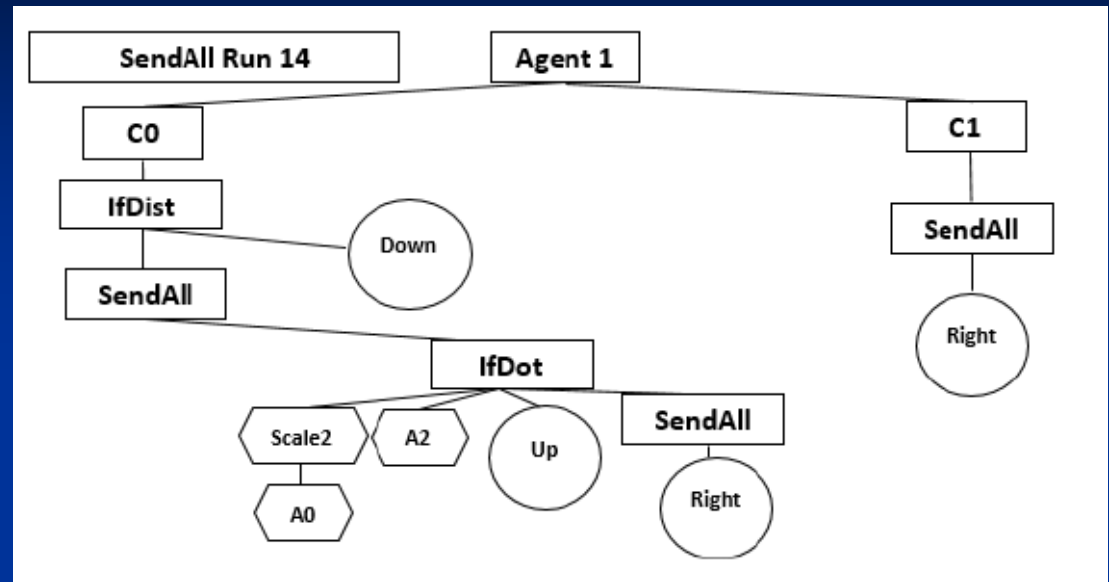 SendAll Run 14
Agent 1
C0
C1
IfDist
Down
SendAll
SendAll
Right
IfDot
Scale2
A2
Up
SendAll
A0
Right